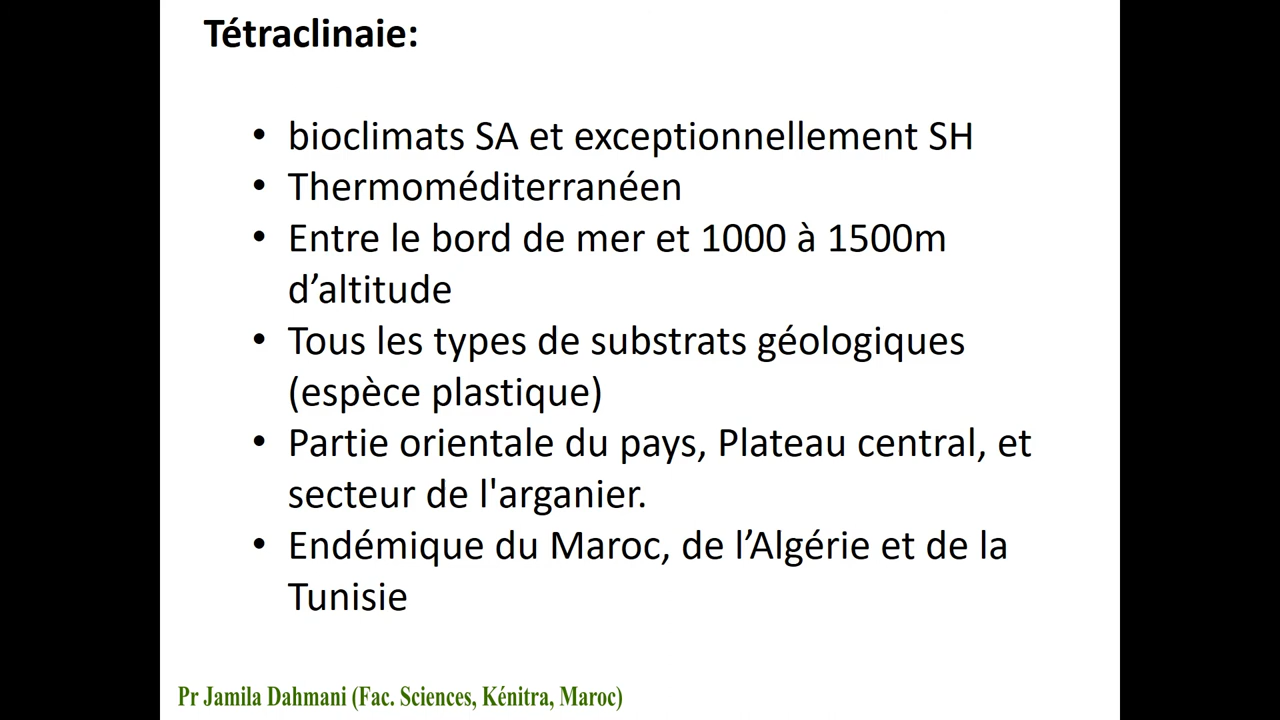 Tétraclinaie:
• bioclimats SA et exceptionnellement SH
• Thermoméditerranéen
• Entre le bord de mer et 1000 à 1500m
d’altitude
• Tous les types de substrats géologiques
(espèce plastique)
• Partie orientale du pays, Plateau central, et
secteur de l'arganier.
• Endémique du Maroc, de l’Algérie et de la
Tunisie
Pr Jamila Dahmani (Fac. Sciences, Kénitra, Maroc)